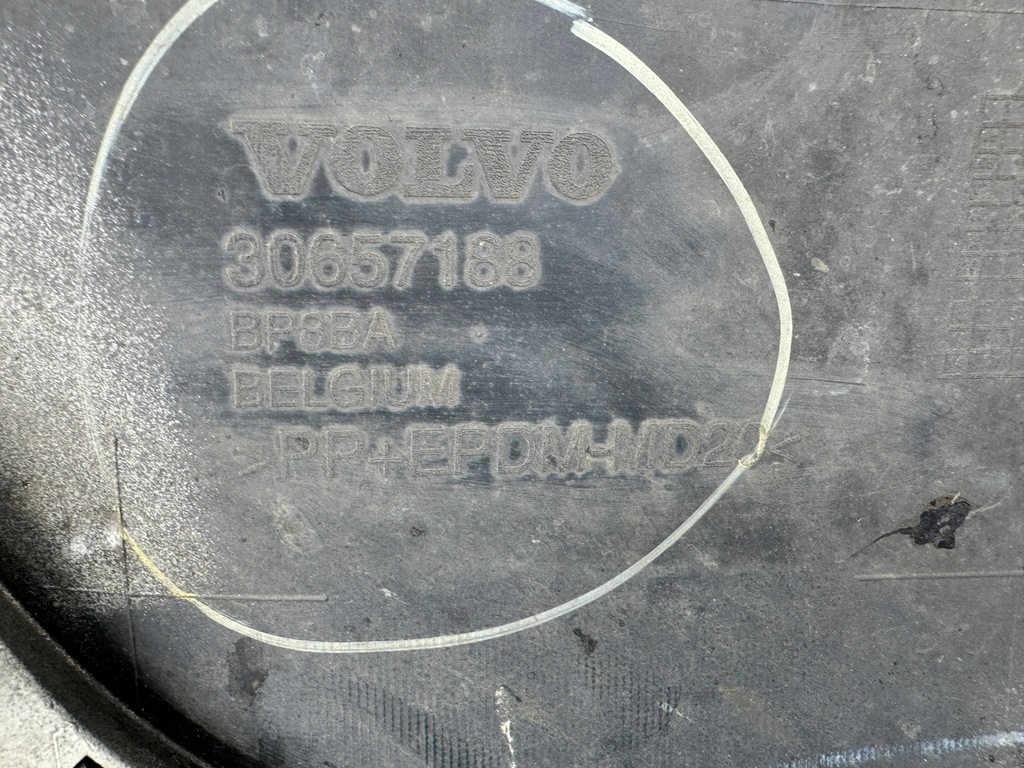 VOLVO
30657188
BP8BA
BELGIUM
>PP+EPDM-MD20<